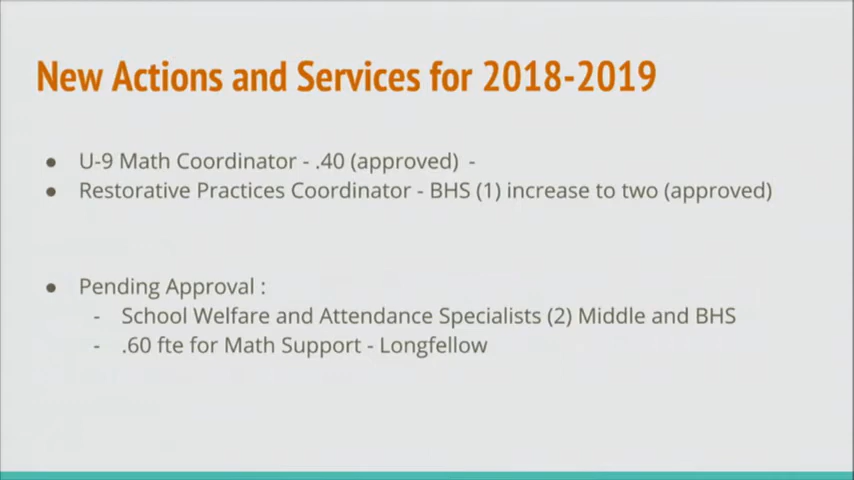 New Actions and Services for 2018-2019
● U-9 Math Coordinator - .40 (approved) -
● Restorative Practices Coordinator - BHS (1) increase to two (approved)
● Pending Approval :
- School Welfare and Attendance Specialists (2) Middle and BHS
- .60 fte for Math Support - Longfellow